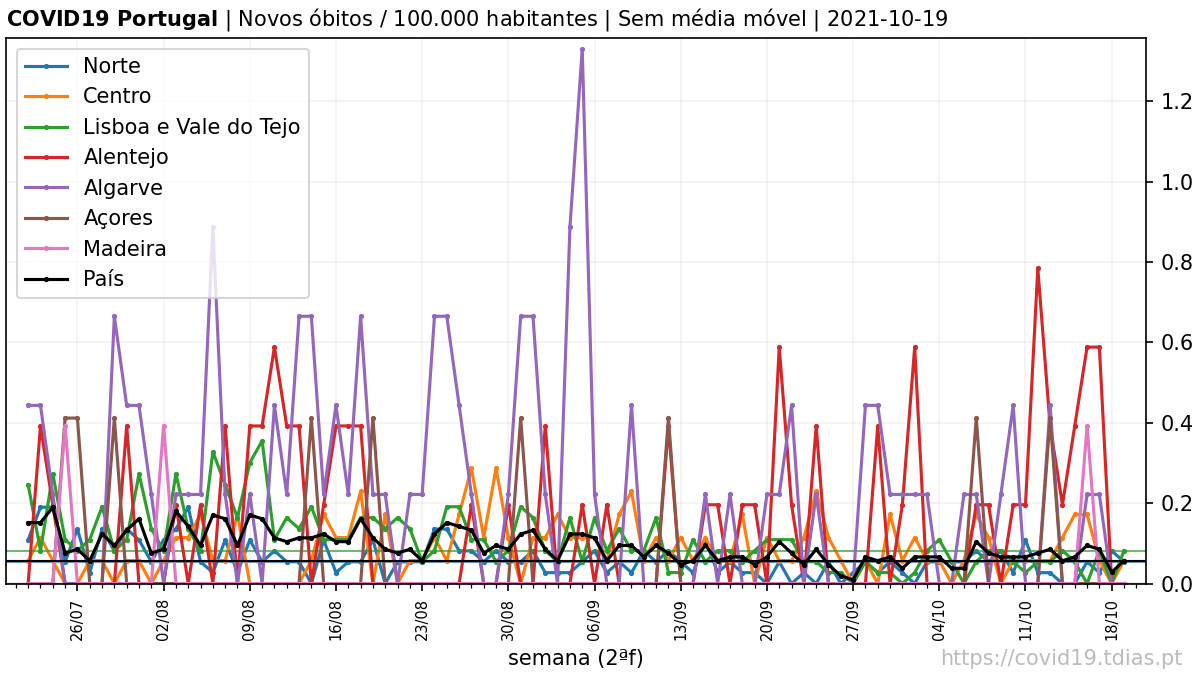 COVID19 Portugal | Novos óbitos / 100.000 habitantes | Sem média móvel | 2021-10-19
Norte
Centro
Lisboa e Vale do Tejo
Alentejo
Algarve
Açores
Madeira
País
1.2
1.0
0.8
0.6
0.4
0.2
0.0
26/07
02/08
09/08
16/08
23/08
30/08
06/09
13/09
20/09
27/09
04/10
11/10
18/10
semana (2ªf)
https://covid19.tdias.pt